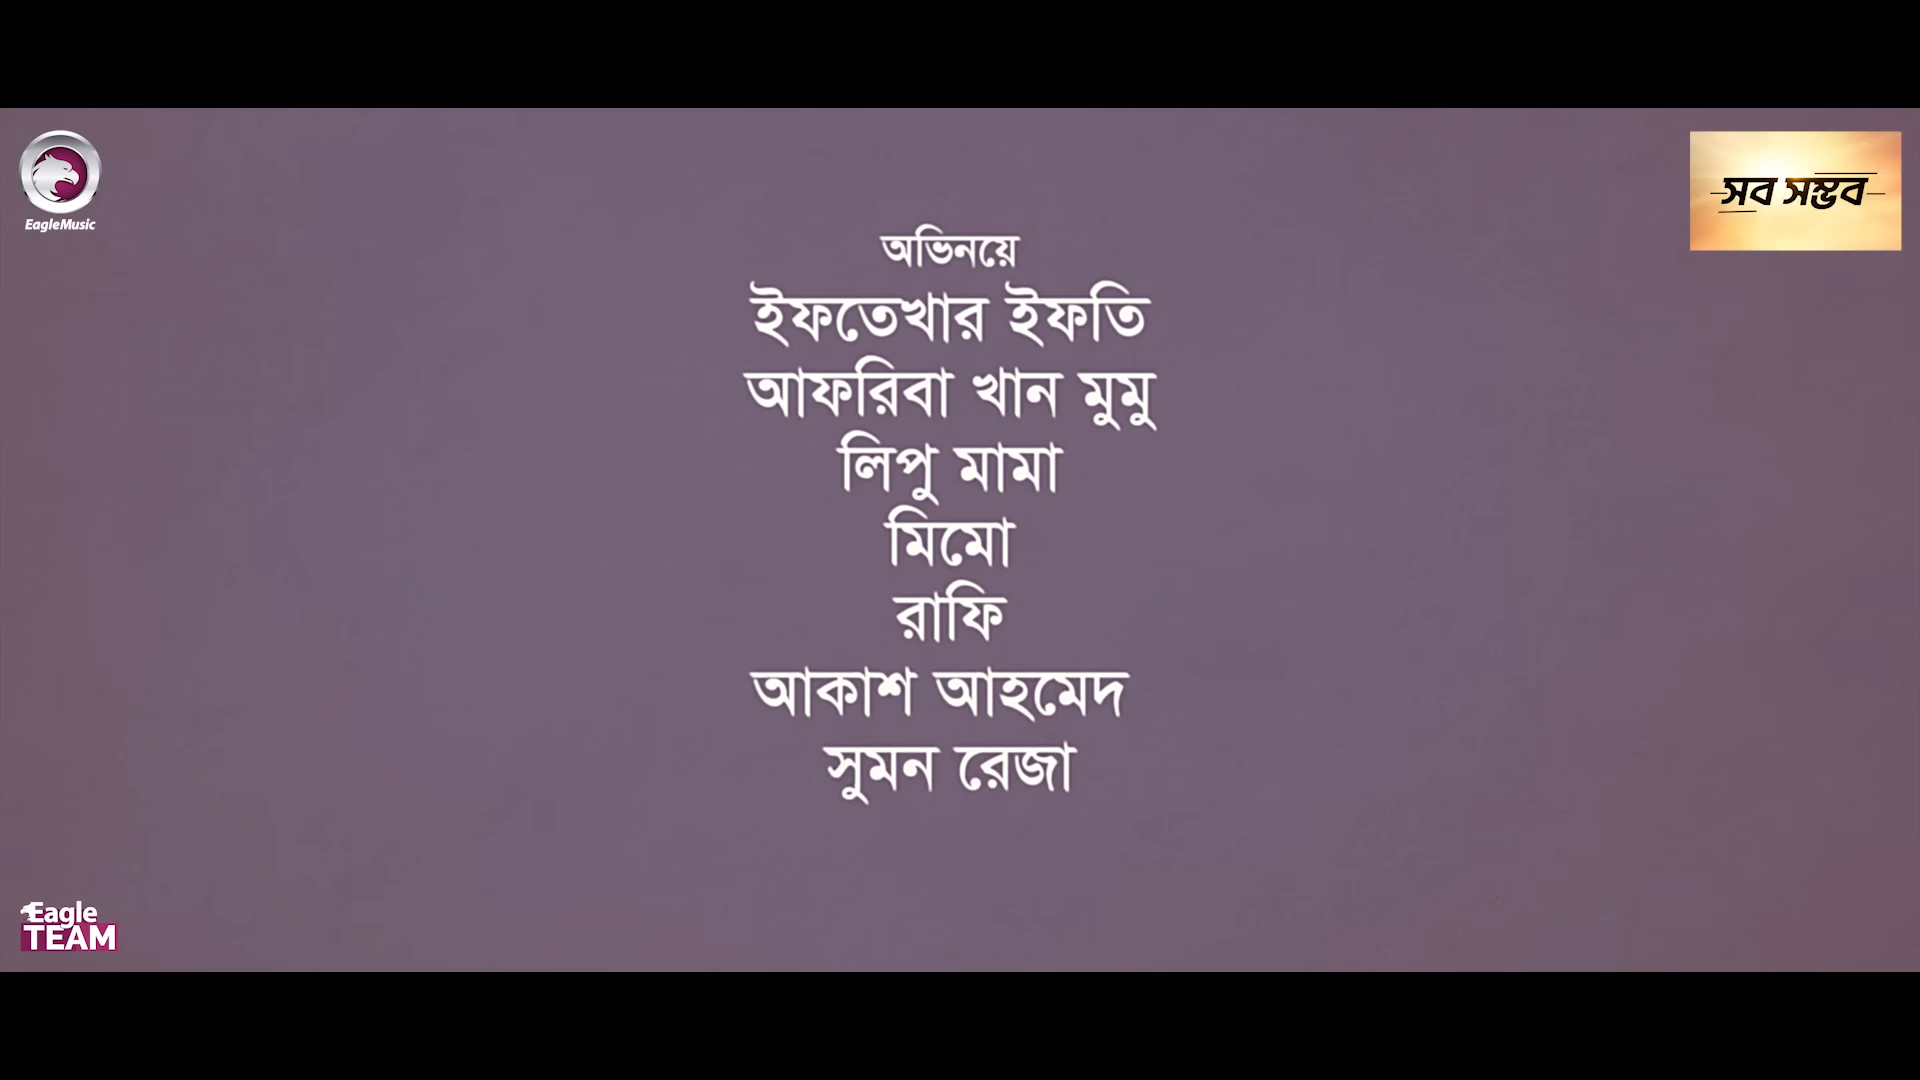 EagleMusic
সব সম্ভব
অভিনয়ে
ইফতেখার ইফতি
আফরিবা খান মুমু
লিপু মামা
মিমো
রাফি
আকাশ আহমেদ
সুমন রেজা
Eagle
TEAM